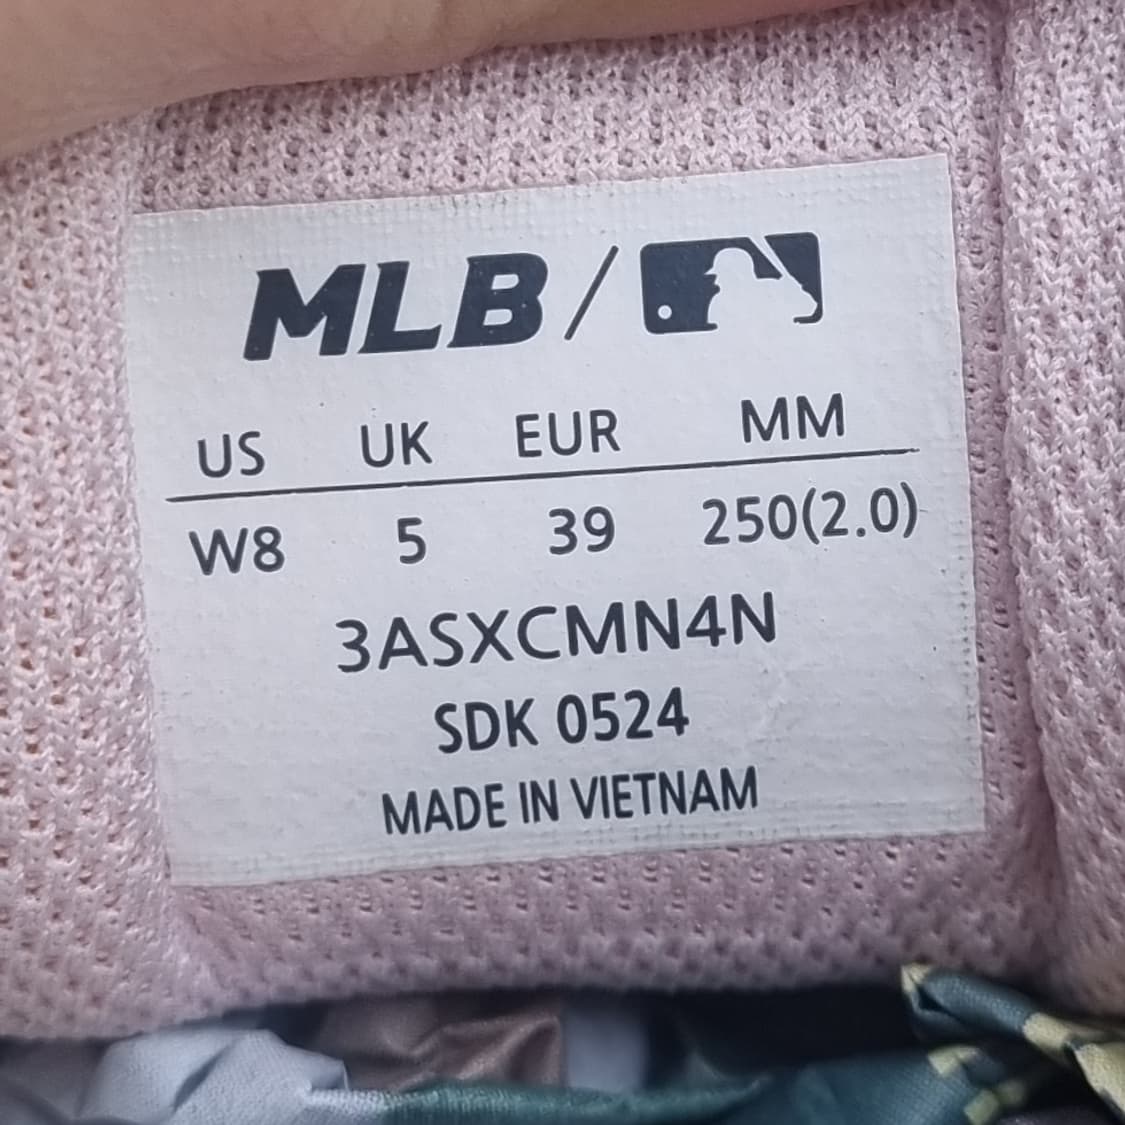 MLB /
US UK EUR MM
W8 5 39 250(2.0)
3ASXCMN4N
SDK 0524
MADE IN VIETNAM